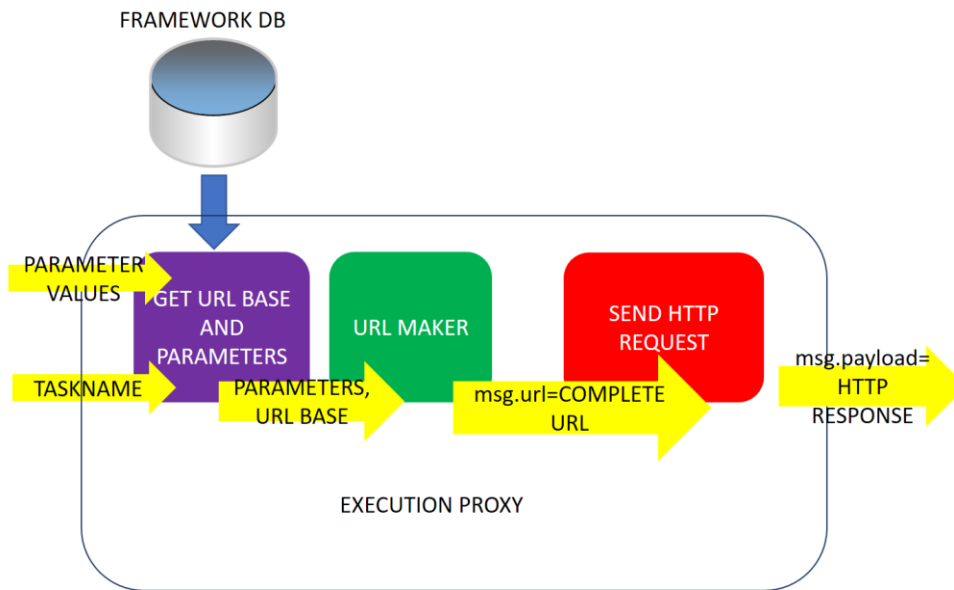 FRAMEWORK DB
PARAMETER
VALUES
GET URL BASE
AND
PARAMETERS
URL MAKER
SEND HTTP
REQUEST
TASKNAME
PARAMETERS,
URL BASE
msg.url=COMPLETE
URL
msg.payload=
HTTP
RESPONSE
EXECUTION PROXY